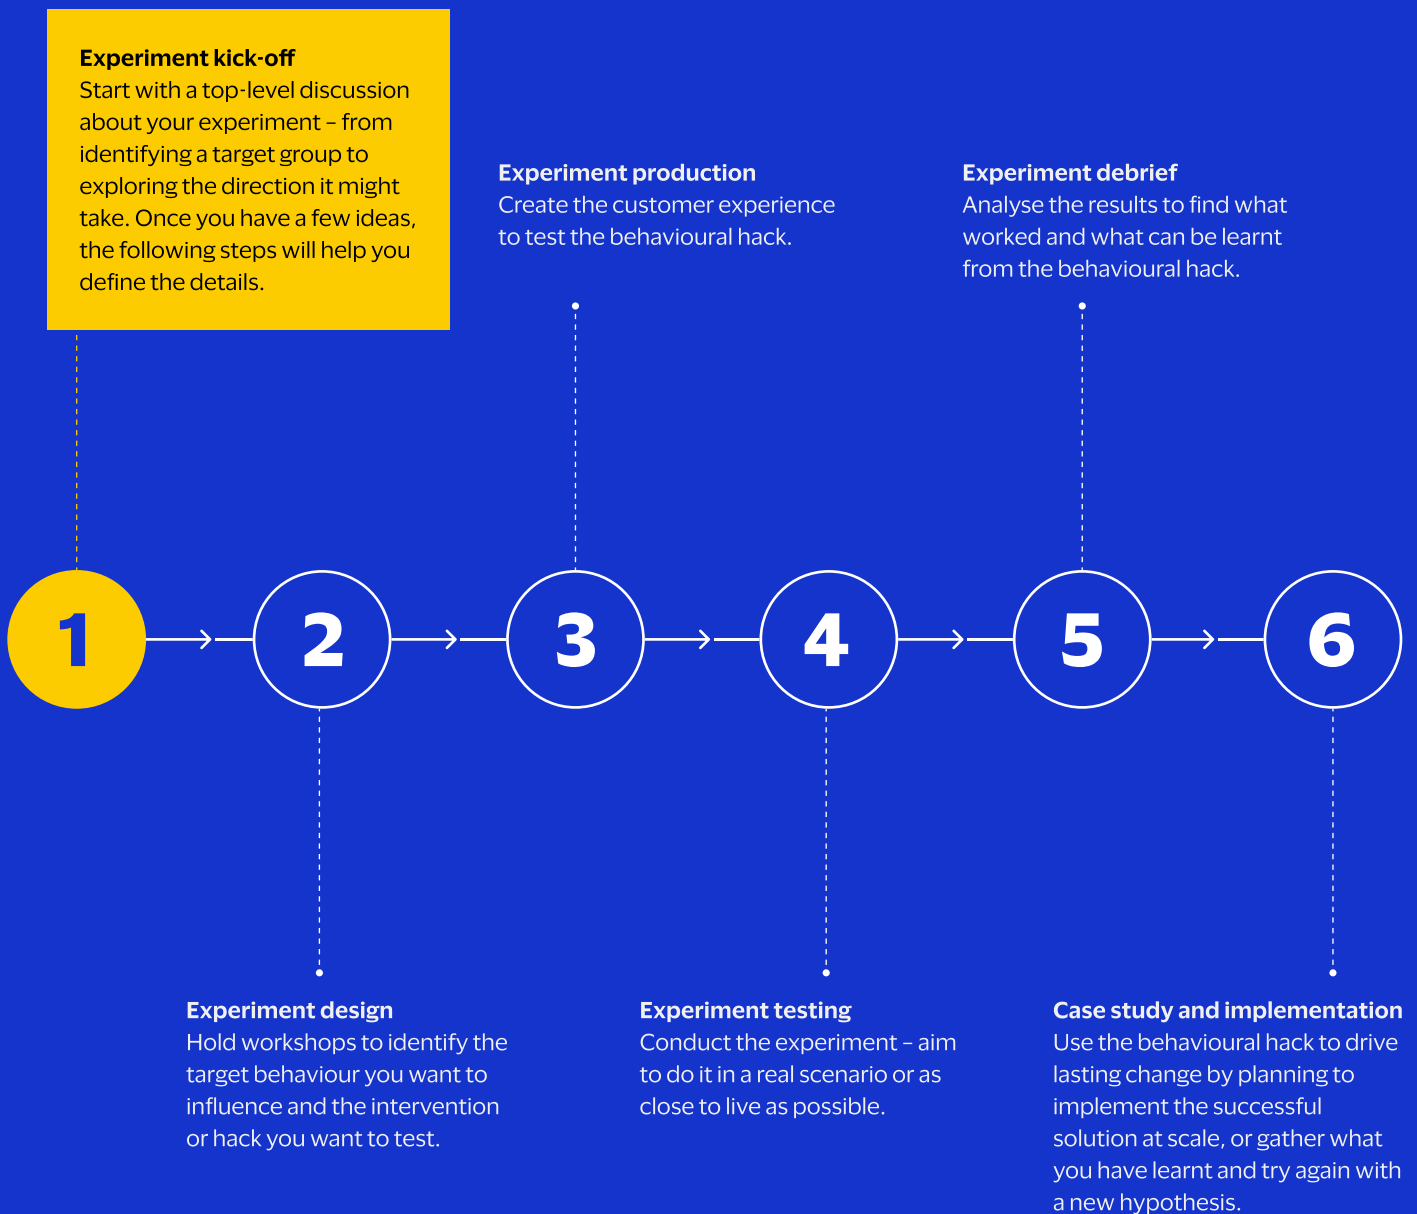 Experiment kick-off
Start with a top-level discussion
about your experiment – from
identifying a target group to
exploring the direction it might
take. Once you have a few ideas,
the following steps will help you
define the details.
Experiment production
Create the customer experience
to test the behavioural hack.
Experiment debrief
Analyse the results to find what
worked and what can be learnt
from the behavioural hack.
1
2
3
4
5
6
Experiment design
Hold workshops to identify the
target behaviour you want to
influence and the intervention
or hack you want to test.
Experiment testing
Conduct the experiment – aim
to do it in a real scenario or as
close to live as possible.
Case study and implementation
Use the behavioural hack to drive
lasting change by planning to
implement the successful
solution at scale, or gather what
you have learnt and try again with
a new hypothesis.